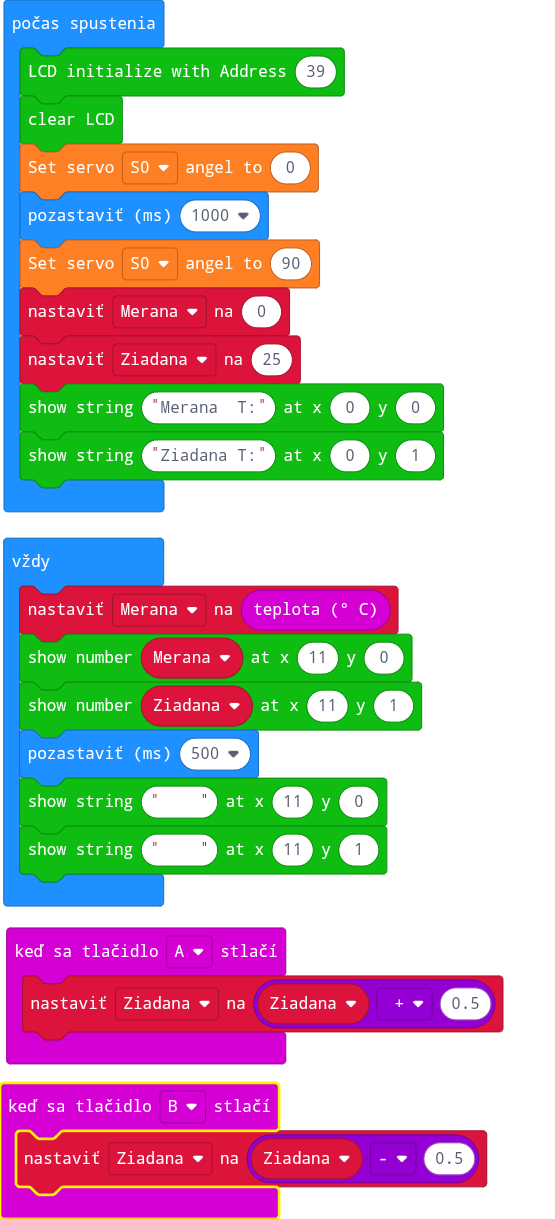 počas spustenia
LCD initialize with Address 39
clear LCD
Set servo S0 angel to 0
pozastaviť (ms) 1000
Set servo S0 angel to 90
nastaviť Merana na 0
nastaviť Ziadana na 25
show string "Merana  T:" at x 0 y 0
show string "Ziadana T:" at x 0 y 1
vždy
nastaviť Merana na teplota (° C)
show number Merana at x 11 y 0
show number Ziadana at x 11 y 1
pozastaviť (ms) 500
show string "    " at x 11 y 0
show string "    " at x 11 y 1
keď sa tlačidlo A stlačí
nastaviť Ziadana na Ziadana + 0.5
keď sa tlačidlo B stlačí
nastaviť Ziadana na Ziadana - 0.5